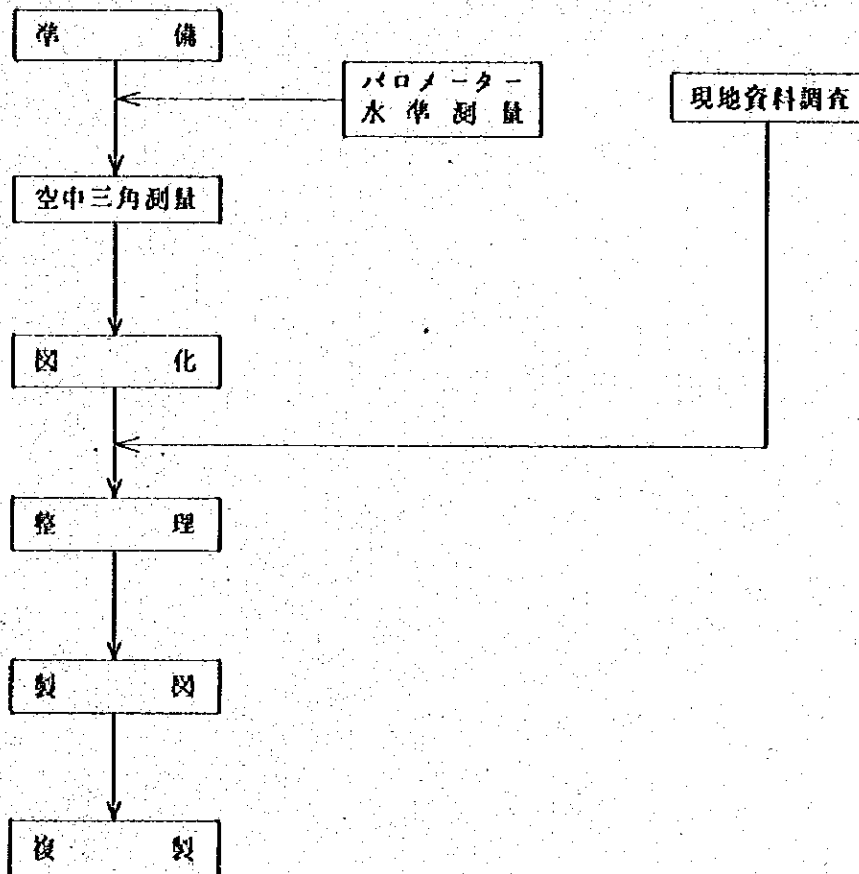 準備
バロメーター
水準測量
現地資料調査
空中三角測量
図化
整理
製図
複製